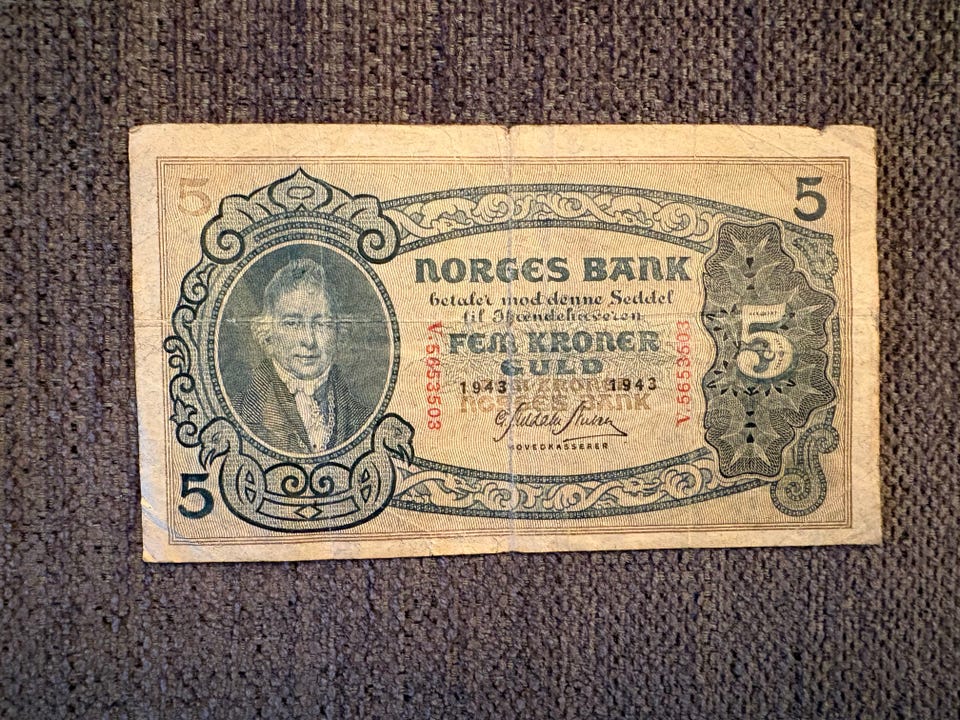 5
5
NORGES BANK
betaler mod denne Seddel
til Ihændehaveren
FEM KRONER
GULD
1943 1943
FEM KRONER
NORGES BANK
HOVEDKASSERER
V.5653503
V.5653503
5
5